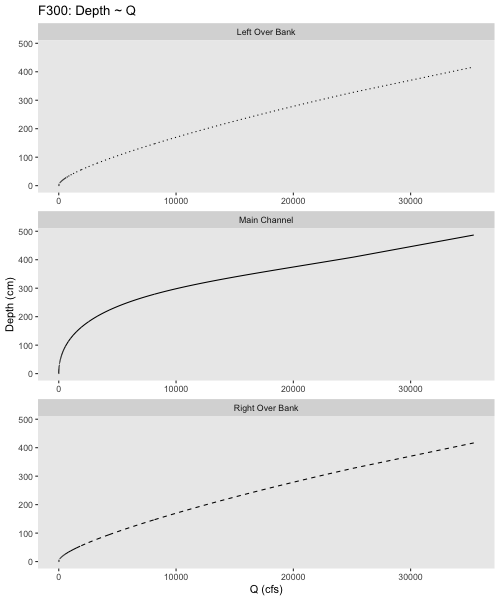 F300: Depth ~ Q
Left Over Bank
500
400
300
200
100
0
0 10000 20000 30000
Main Channel
500
400
300
200
100
0
0 10000 20000 30000
Depth (cm)
Right Over Bank
500
400
300
200
100
0
0 10000 20000 30000
Q (cfs)